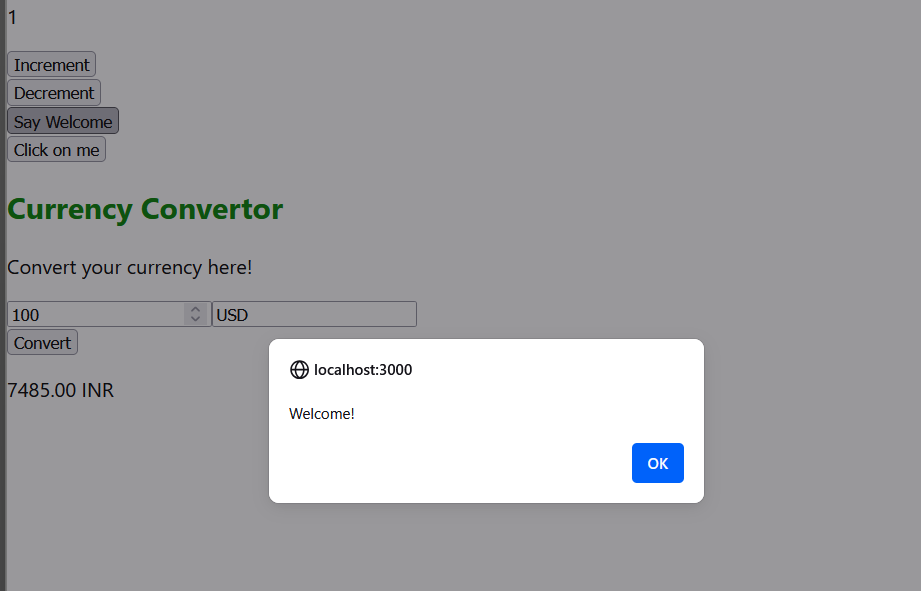 1
Increment
Decrement
Say Welcome
Click on me
Currency Convertor
Convert your currency here!
100 USD
Convert
7485.00 INR
localhost:3000
Welcome!
OK